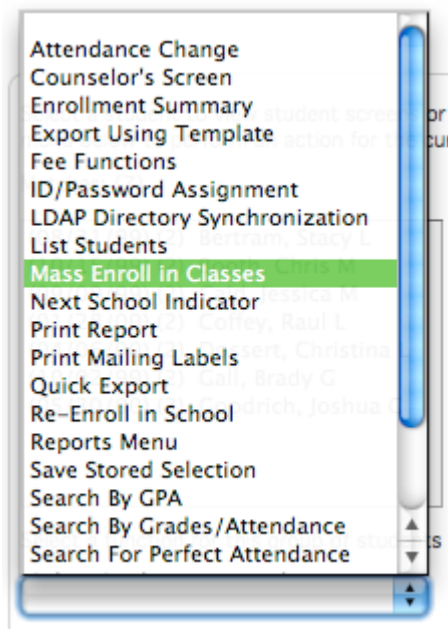 Attendance Change
Counselor's Screen
Enrollment Summary
Export Using Template
Fee Functions
ID/Password Assignment
LDAP Directory Synchronization
List Students
Mass Enroll in Classes
Next School Indicator
Print Report
Print Mailing Labels
Quick Export
Re-Enroll in School
Reports Menu
Save Stored Selection
Search By GPA
Search By Grades/Attendance
Search For Perfect Attendance